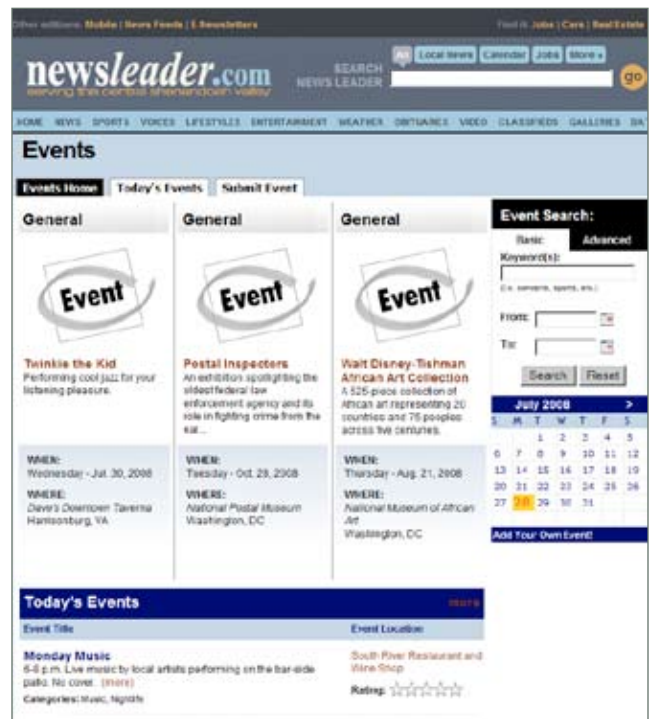 Other editions: Mobile | News Feeds | E-Newsletters
Find it: Jobs | Cars | Real Estate
newsleader.com
serving the central shenandoah valley
SEARCH
NEWS LEADER
All Local News Calendar Jobs More »
go
HOME NEWS SPORTS VOICES LIFESTYLES ENTERTAINMENT WEATHER OBITUARIES VIDEO CLASSIFIEDS GALLERIES DA
Events
Events Home Today's Events Submit Event
General
Event
Twinkie the Kid
Performing cool jazz for your
listening pleasure.
WHEN:
Wednesday - Jul. 30, 2008
WHERE:
Dave's Downtown Taverna
Harrisonburg, VA
General
Event
Postal Inspectors
An exhibition spotlighting the
oldest federal law
enforcement agency and its
role in fighting crime from the
ear...
WHEN:
Tuesday - Oct. 28, 2008
WHERE:
National Postal Museum
Washington, DC
General
Event
Walt Disney-Tishman
African Art Collection
A 525-piece collection of
African art representing 20
countries and 75 peoples
across five centuries.
WHEN:
Thursday - Aug. 21, 2008
WHERE:
National Museum of African
Art
Washington, DC
Event Search:
Basic Advanced
Keyword(s):
(i.e. concerts, sports, etc.)
From:
To:
Search Reset
July 2008 >
S M T W T F S
1 2 3 4 5
6 7 8 9 10 11 12
13 14 15 16 17 18 19
20 21 22 23 24 25 26
27 28 29 30 31
Add Your Own Event!
Today's Events more
Event Title Event Location
Monday Music
6-8 p.m. Live music by local artists performing on the bar-side
patio. No cover. (more)
Categories: Music, Nightlife
South River Restaurant and
Wine Shop
Rating: